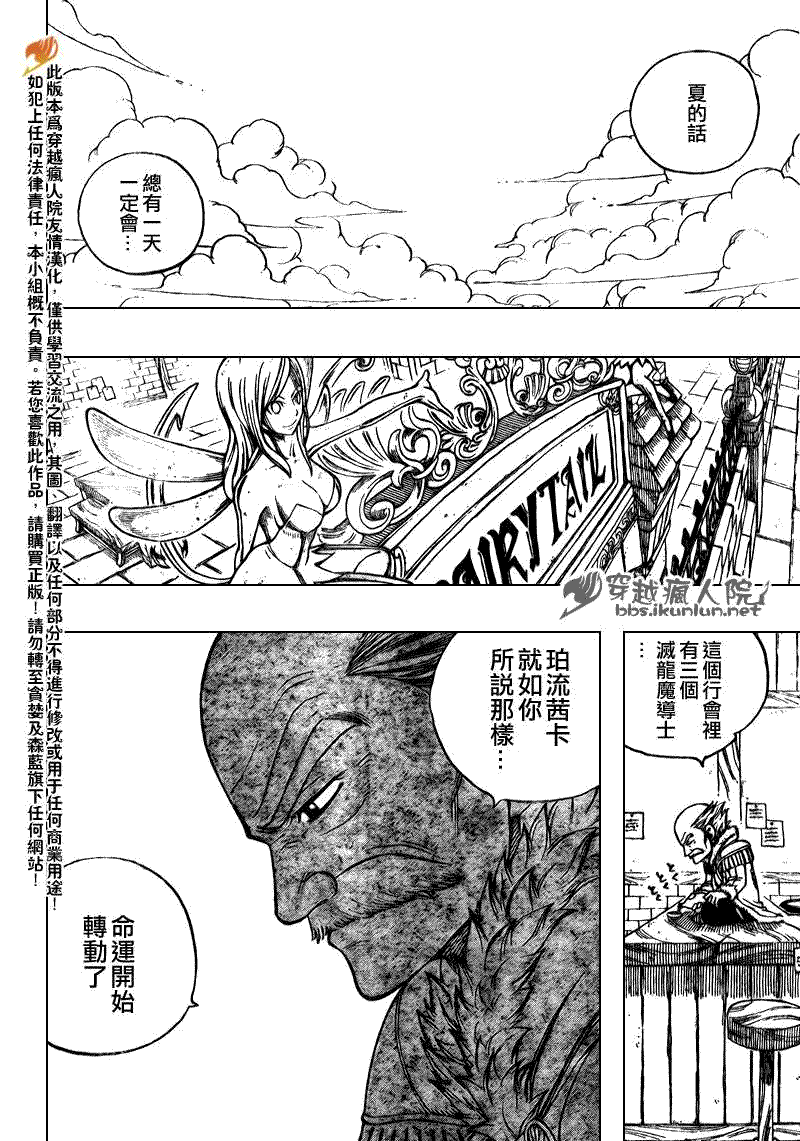 夏的話
總有一天
一定會…
FAIRYTAIL
穿越瘋人院
bbs.ikunlun.net
這個行會裡
有三個
滅龍魔導士
…
珀流茜卡
就如你
所説那樣…
命運開始
轉動了
此版本爲穿越瘋人院友情漢化，僅供學習交流之用，其圖、翻譯以及任何部分不得進行修改或用于任何商業用途！
如犯上任何法律責任，本小組概不負責。若您喜歡此作品，請購買正版！請勿轉至貪婪及森藍旗下任何網站！